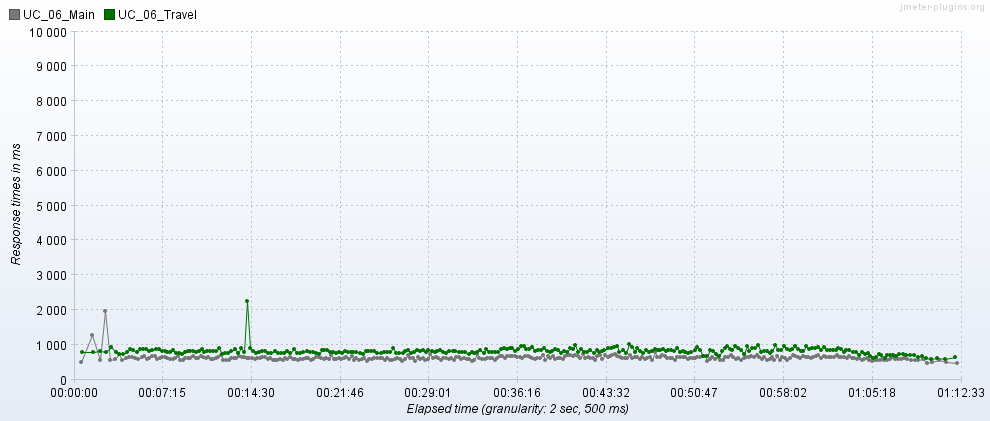 UC_06_Main UC_06_Travel
jmeter-plugins.org
10 000
9 000
8 000
7 000
6 000
5 000
4 000
3 000
2 000
1 000
0
Response times in ms
00:00:00 00:07:15 00:14:30 00:21:46 00:29:01 00:36:16 00:43:32 00:50:47 00:58:02 01:05:18 01:12:33
Elapsed time (granularity: 2 sec, 500 ms)